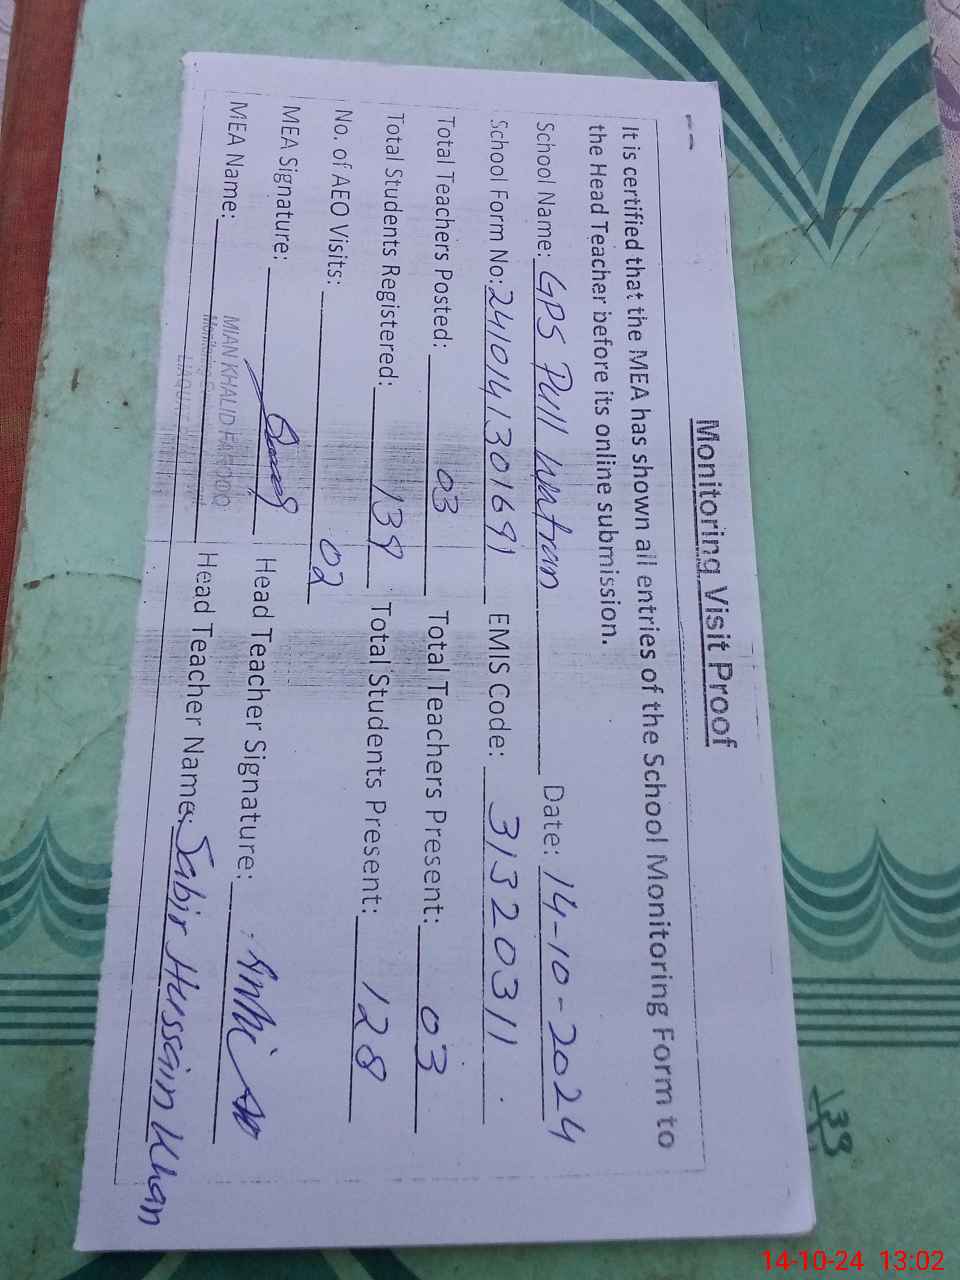 Monitoring Visit Proof
It is certified that the MEA has shown all entries of the School Monitoring Form to
the Head Teacher before its online submission.
School Name: GPS Pull Date: 14-10-2024
School Form No: 2410141301691 EMIS Code: 31320311
Total Teachers Posted: 03 Total Teachers Present: 03
Total Students Registered: 139 Total Students Present: 128
No. of AEO Visits: 02
MEA Signature: Head Teacher Signature:
MEA Name: MIAN KHALID FAROOQ Head Teacher Name: Sabir Hussain Khan
Monitoring
139
14-10-24 13:02